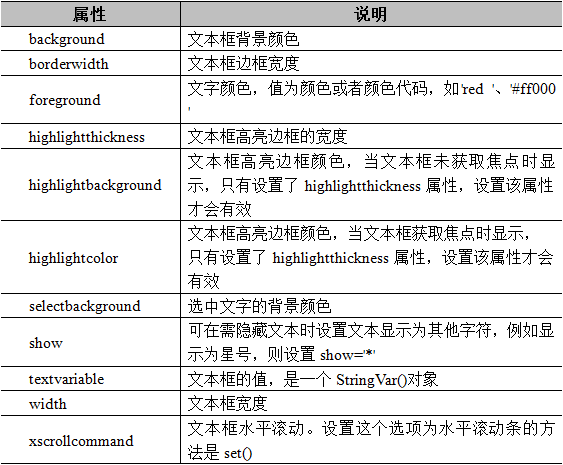 属性 说明
background 文本框背景颜色
borderwidth 文本框边框宽度
foreground 文字颜色，值为颜色或者颜色代码，如'red '、'#ff000
'
highlightthickness 文本框高亮边框的宽度
文本框高亮边框颜色，当文本框未获取焦点时显
highlightbackground 示，只有设置了 highlightthickness 属性，设置该属性
才会有效
文本框高亮边框颜色，当文本框获取焦点时显示，
highlightcolor 只有设置了 highlightthickness 属性，设置该属性才会
有效
selectbackground 选中文字的背景颜色
show 可在需隐藏文本时设置文本显示为其他字符，例如显
示为星号，则设置 show='*'
textvariable 文本框的值，是一个 StringVar()对象
width 文本框宽度
xscrollcommand 文本框水平滚动。设置这个选项为水平滚动条的方
法是 set()